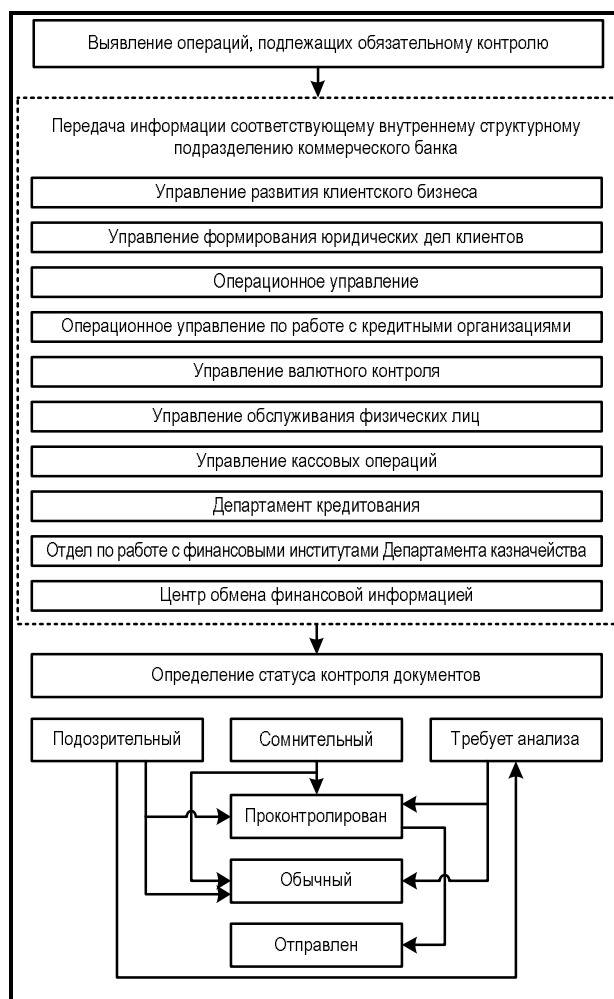 Выявление операций, подлежащих обязательному контролю
Передача информации соответствующему внутреннему структурному
подразделению коммерческого банка
Управление развития клиентского бизнеса
Управление формирования юридических дел клиентов
Операционное управление
Операционное управление по работе с кредитными организациями
Управление валютного контроля
Управление обслуживания физических лиц
Управление кассовых операций
Департамент кредитования
Отдел по работе с финансовыми институтами Департамента казначейства
Центр обмена финансовой информацией
Определение статуса контроля документов
Подозрительный
Сомнительный
Требует анализа
Проконтролирован
Обычный
Отправлен